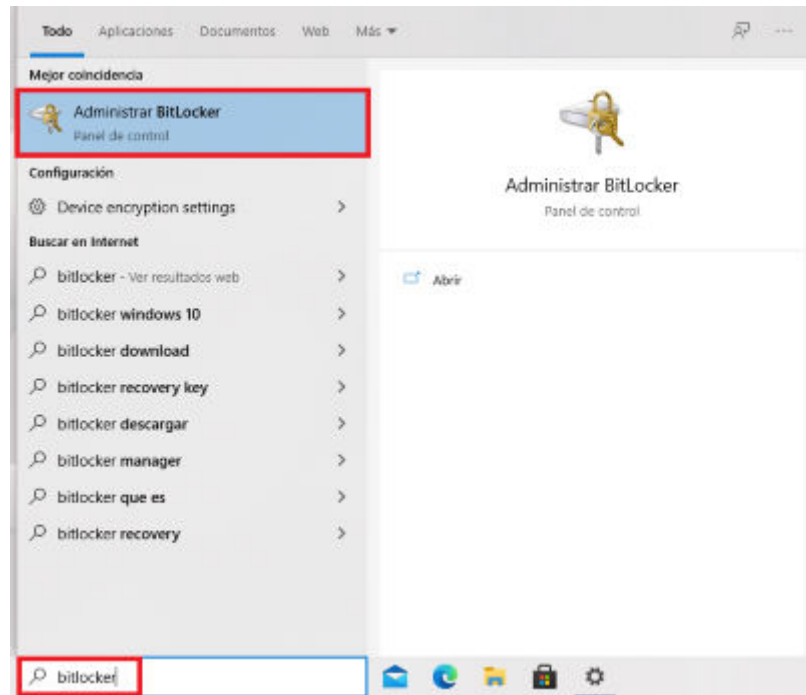 Todo Aplicaciones Documentos Web Más
Mejor coincidencia
Administrar BitLocker
Panel de control
Configuración
Device encryption settings
Buscar en Internet
bitlocker - Ver resultados web
bitlocker windows 10
bitlocker download
bitlocker recovery key
bitlocker descargar
bitlocker manager
bitlocker que es
bitlocker recovery
bitlocker
Administrar BitLocker
Panel de control
Abrir